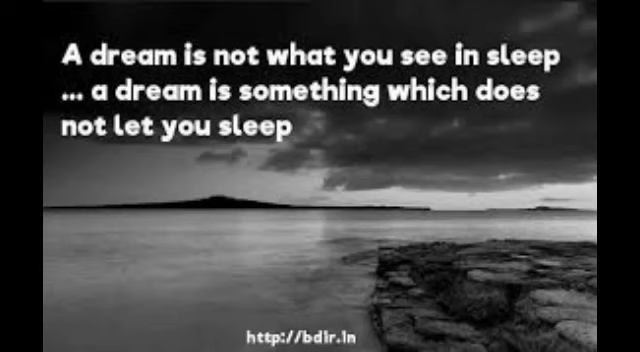 A dream is not what you see in sleep
... a dream is something which does
not let you sleep
http://bdir.in